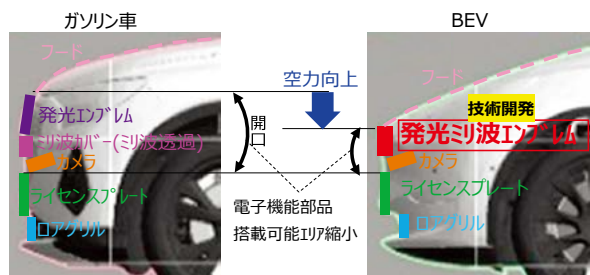 ガソリン車
BEV
フード
発光エンブレム
ミリ波カバー(ミリ波透過)
カメラ
ライセンスプレート
ロアグリル
開口
空力向上
電子機能部品
搭載可能エリア縮小
フード
技術開発
発光ミリ波エンブレム
カメラ
ライセンスプレート
ロアグリル